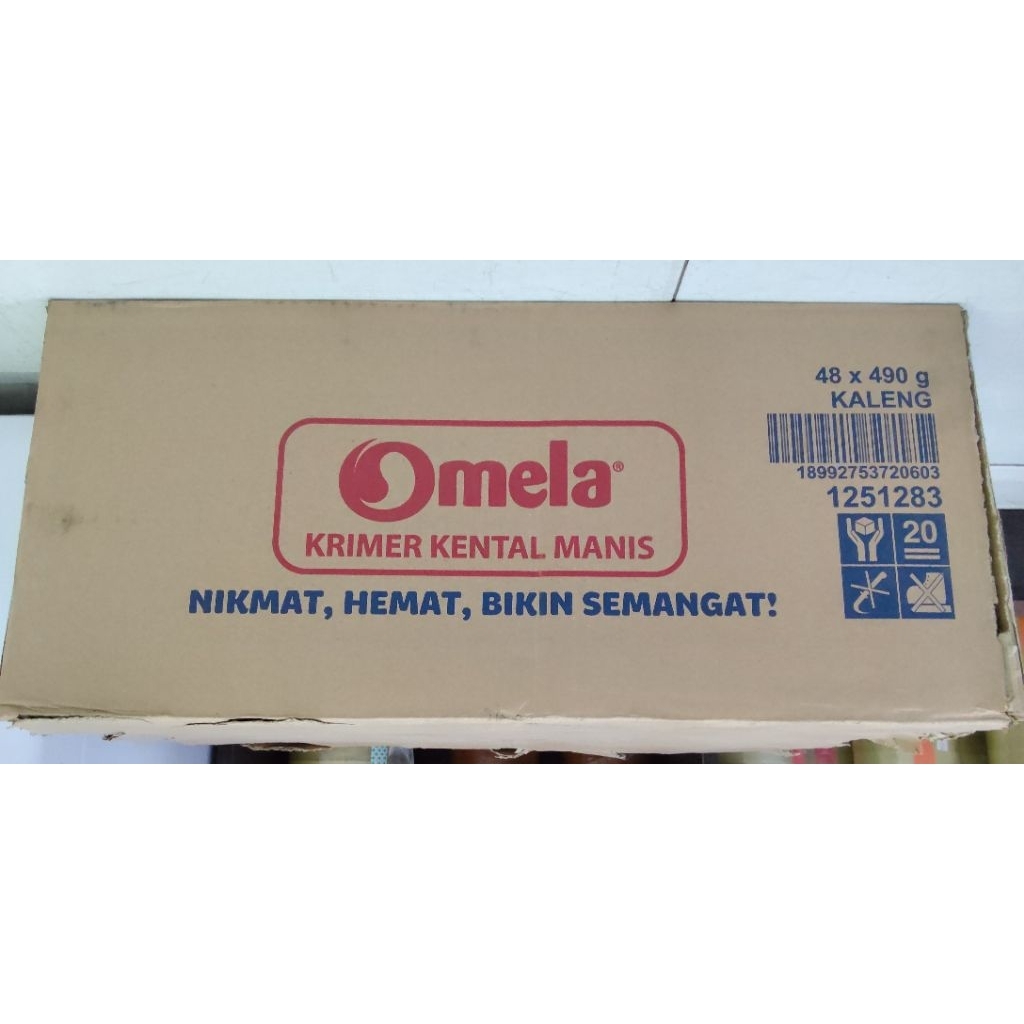 48 x 490 g
KALENG
18992753720603
1251283
20
Omela®
KRIMER KENTAL MANIS
NIKMAT, HEMAT, BIKIN SEMANGAT!